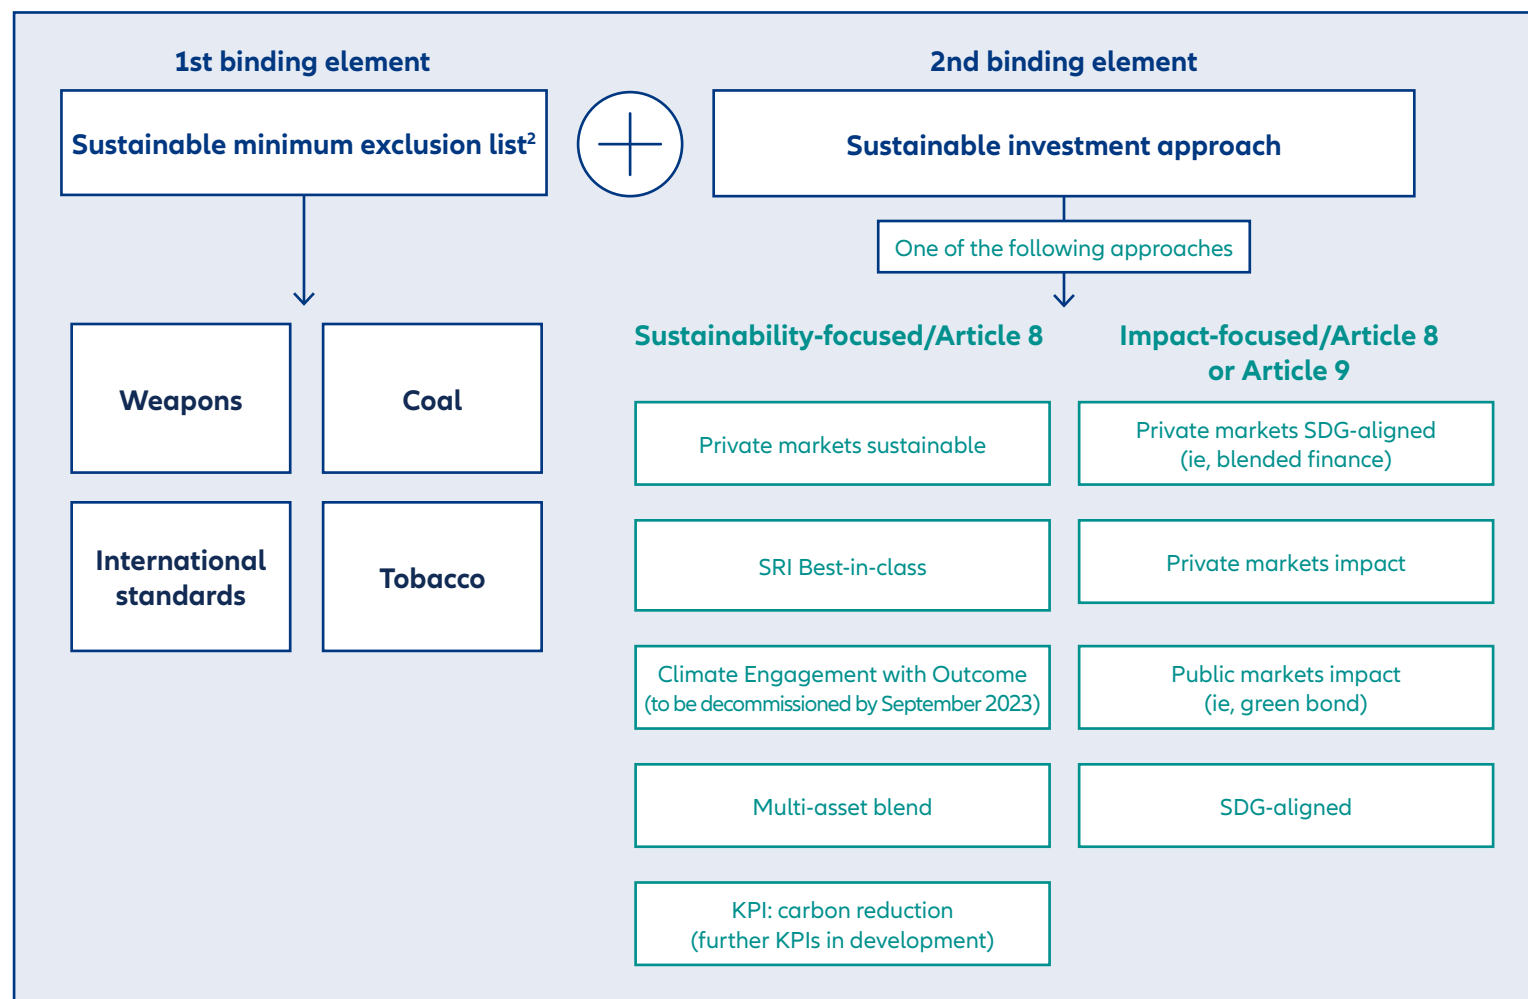 1st binding element
Sustainable minimum exclusion list²
Weapons
Coal
International
standards
Tobacco
2nd binding element
Sustainable investment approach
One of the following approaches
Sustainability-focused/Article 8
Private markets sustainable
SRI Best-in-class
Climate Engagement with Outcome
(to be decommissioned by September 2023)
Multi-asset blend
KPI: carbon reduction
(further KPIs in development)
Impact-focused/Article 8
or Article 9
Private markets SDG-aligned
(ie, blended finance)
Private markets impact
Public markets impact
(ie, green bond)
SDG-aligned